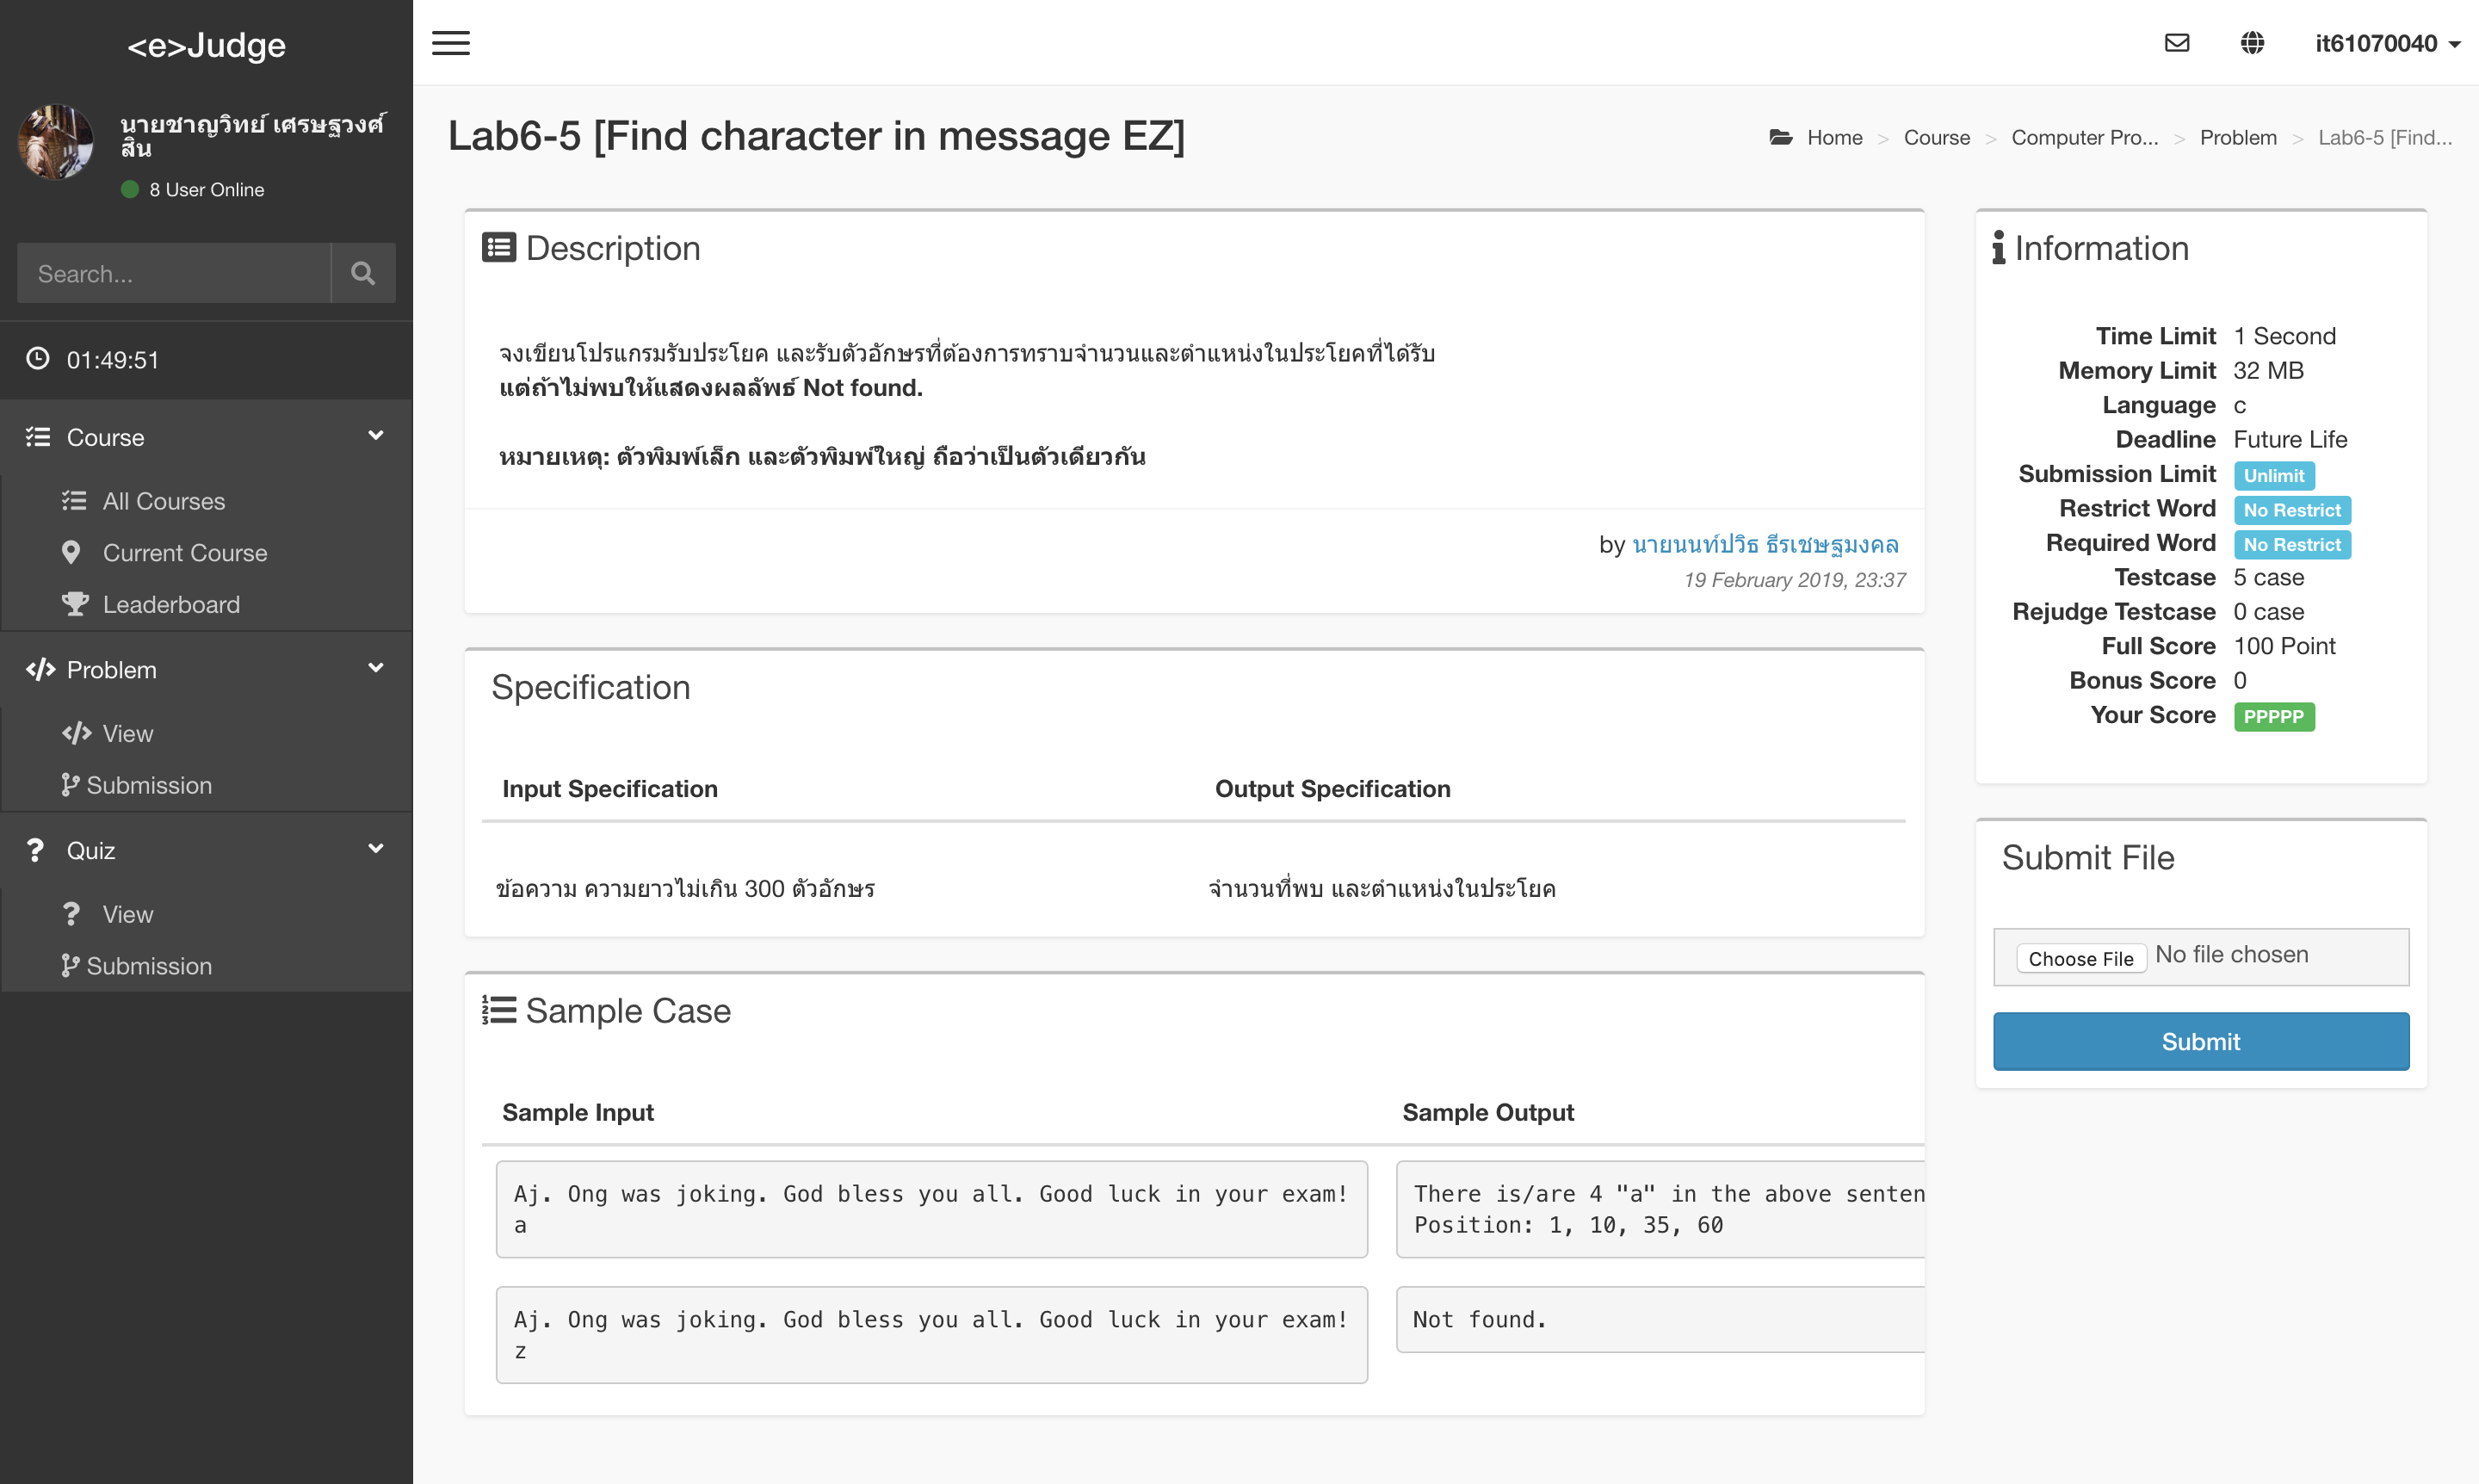 <e>Judge
นายชาญวิทย์ เศรษฐวงศ์
สิน
8 User Online
Search...
01:49:51
Course
All Courses
Current Course
Leaderboard
Problem
View
Submission
Quiz
View
Submission
it61070040
Lab6-5 [Find character in message EZ]
Home > Course > Computer Pro... > Problem > Lab6-5 [Find...
Description
จงเขียนโปรแกรมรับประโยค และรับตัวอักษรที่ต้องการทราบจำนวนและตำแหน่งในประโยคที่ได้รับ
แต่ถ้าไม่พบให้แสดงผลลัพธ์ Not found.
หมายเหตุ: ตัวพิมพ์เล็ก และตัวพิมพ์ใหญ่ ถือว่าเป็นตัวเดียวกัน
by นายนนท์ปวิธ ธีรเชษฐมงคล
19 February 2019, 23:37
Specification
Input Specification Output Specification
ข้อความ ความยาวไม่เกิน 300 ตัวอักษร จำนวนที่พบ และตำแหน่งในประโยค
Sample Case
Sample Input Sample Output
Aj. Ong was joking. God bless you all. Good luck in your exam!
a
There is/are 4 "a" in the above senten
Position: 1, 10, 35, 60
Aj. Ong was joking. God bless you all. Good luck in your exam!
z
Not found.
Information
Time Limit 1 Second
Memory Limit 32 MB
Language c
Deadline Future Life
Submission Limit Unlimit
Restrict Word No Restrict
Required Word No Restrict
Testcase 5 case
Rejudge Testcase 0 case
Full Score 100 Point
Bonus Score 0
Your Score PPPPP
Submit File
Choose File No file chosen
Submit